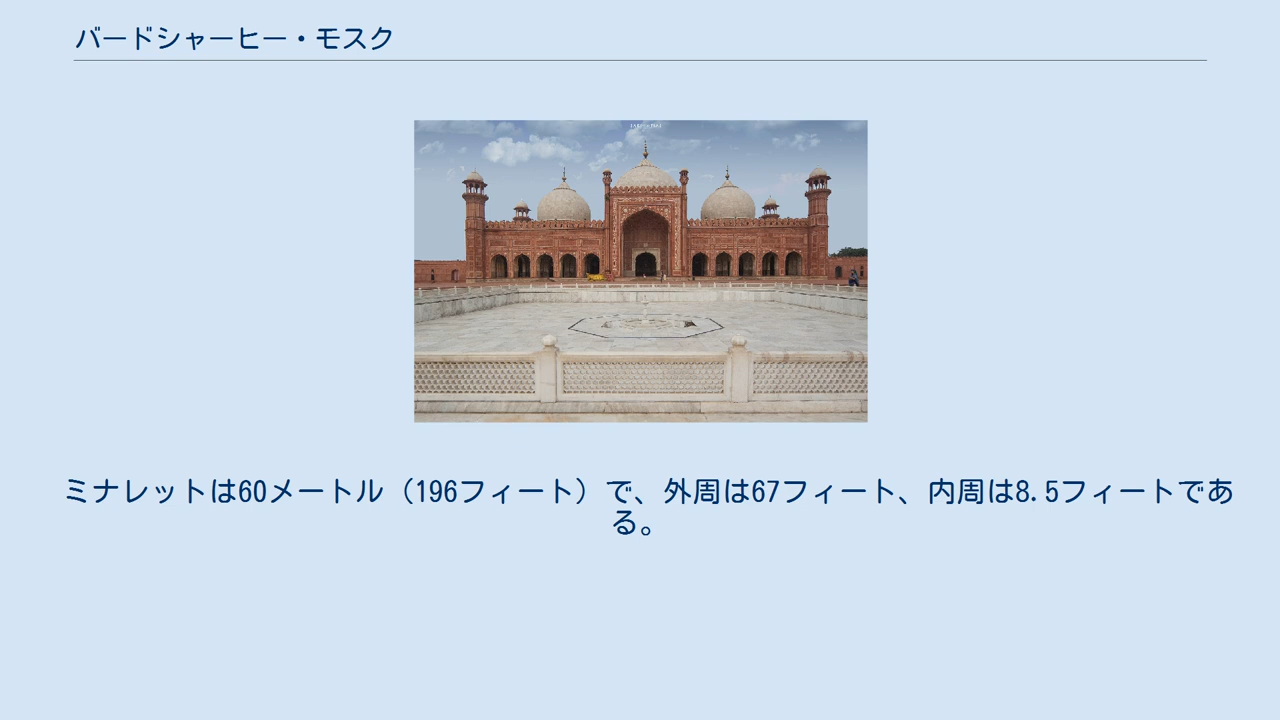 バードシャーヒー・モスク
ミナレットは60メートル（196フィート）で、外周は67フィート、内周は8.5フィートであ
る。